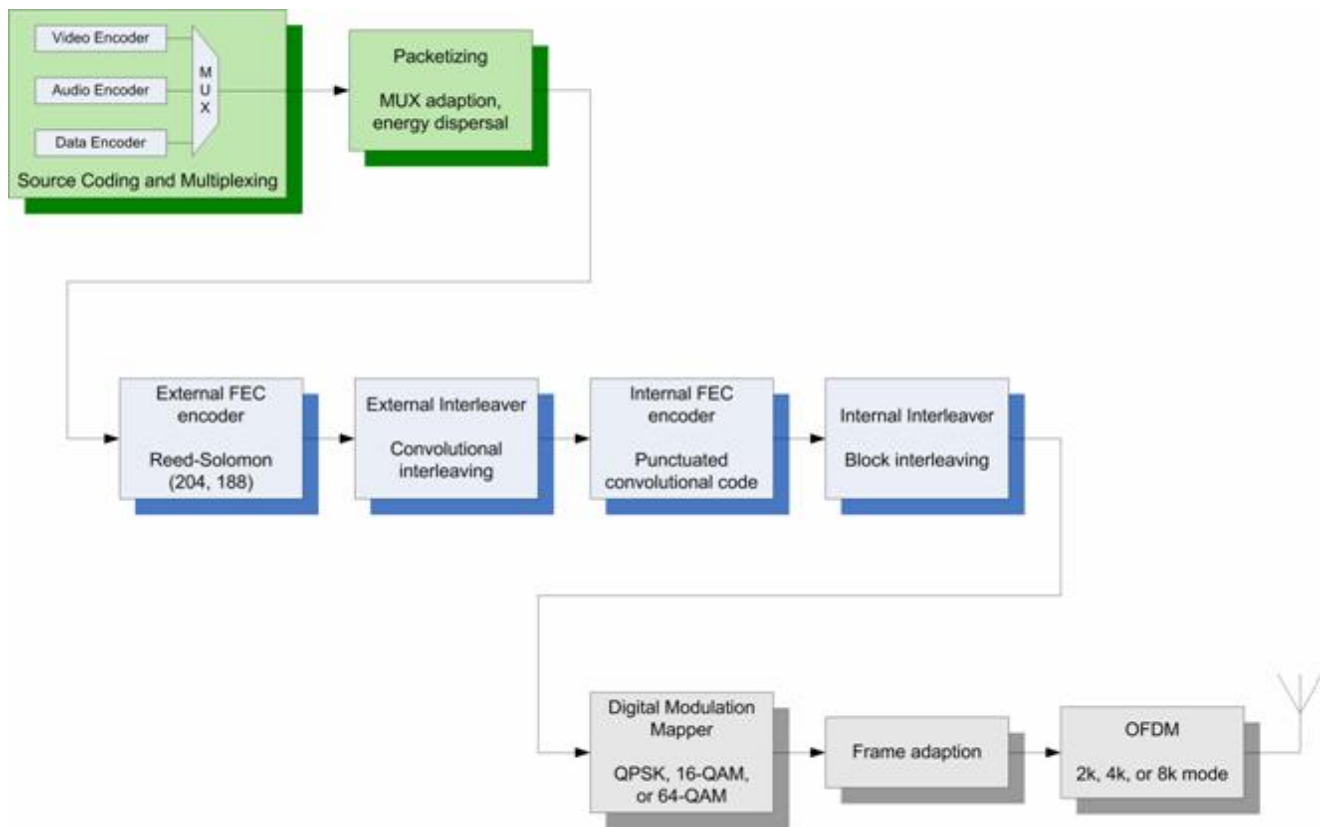 Video Encoder
Audio Encoder
Data Encoder
M
U
X
Source Coding and Multiplexing
Packetizing
MUX adaption,
energy dispersal
External FEC
encoder
Reed-Solomon
(204, 188)
External Interleaver
Convolutional
interleaving
Internal FEC
encoder
Punctuated
convolutional code
Internal Interleaver
Block interleaving
Digital Modulation
Mapper
QPSK, 16-QAM,
or 64-QAM
Frame adaption
OFDM
2k, 4k, or 8k mode